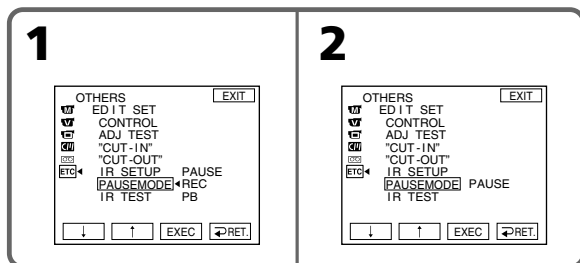 1
OTHERS EXIT
EDIT SET
CONTROL
ADJ TEST
"CUT-IN"
"CUT-OUT"
ETC IR SETUP PAUSE
PAUSEMODE REC
IR TEST PB
↓ ↑ EXEC RET.
2
OTHERS EXIT
EDIT SET
CONTROL
ADJ TEST
"CUT-IN"
"CUT-OUT"
ETC IR SETUP
PAUSEMODE PAUSE
IR TEST
↓ ↑ EXEC RET.